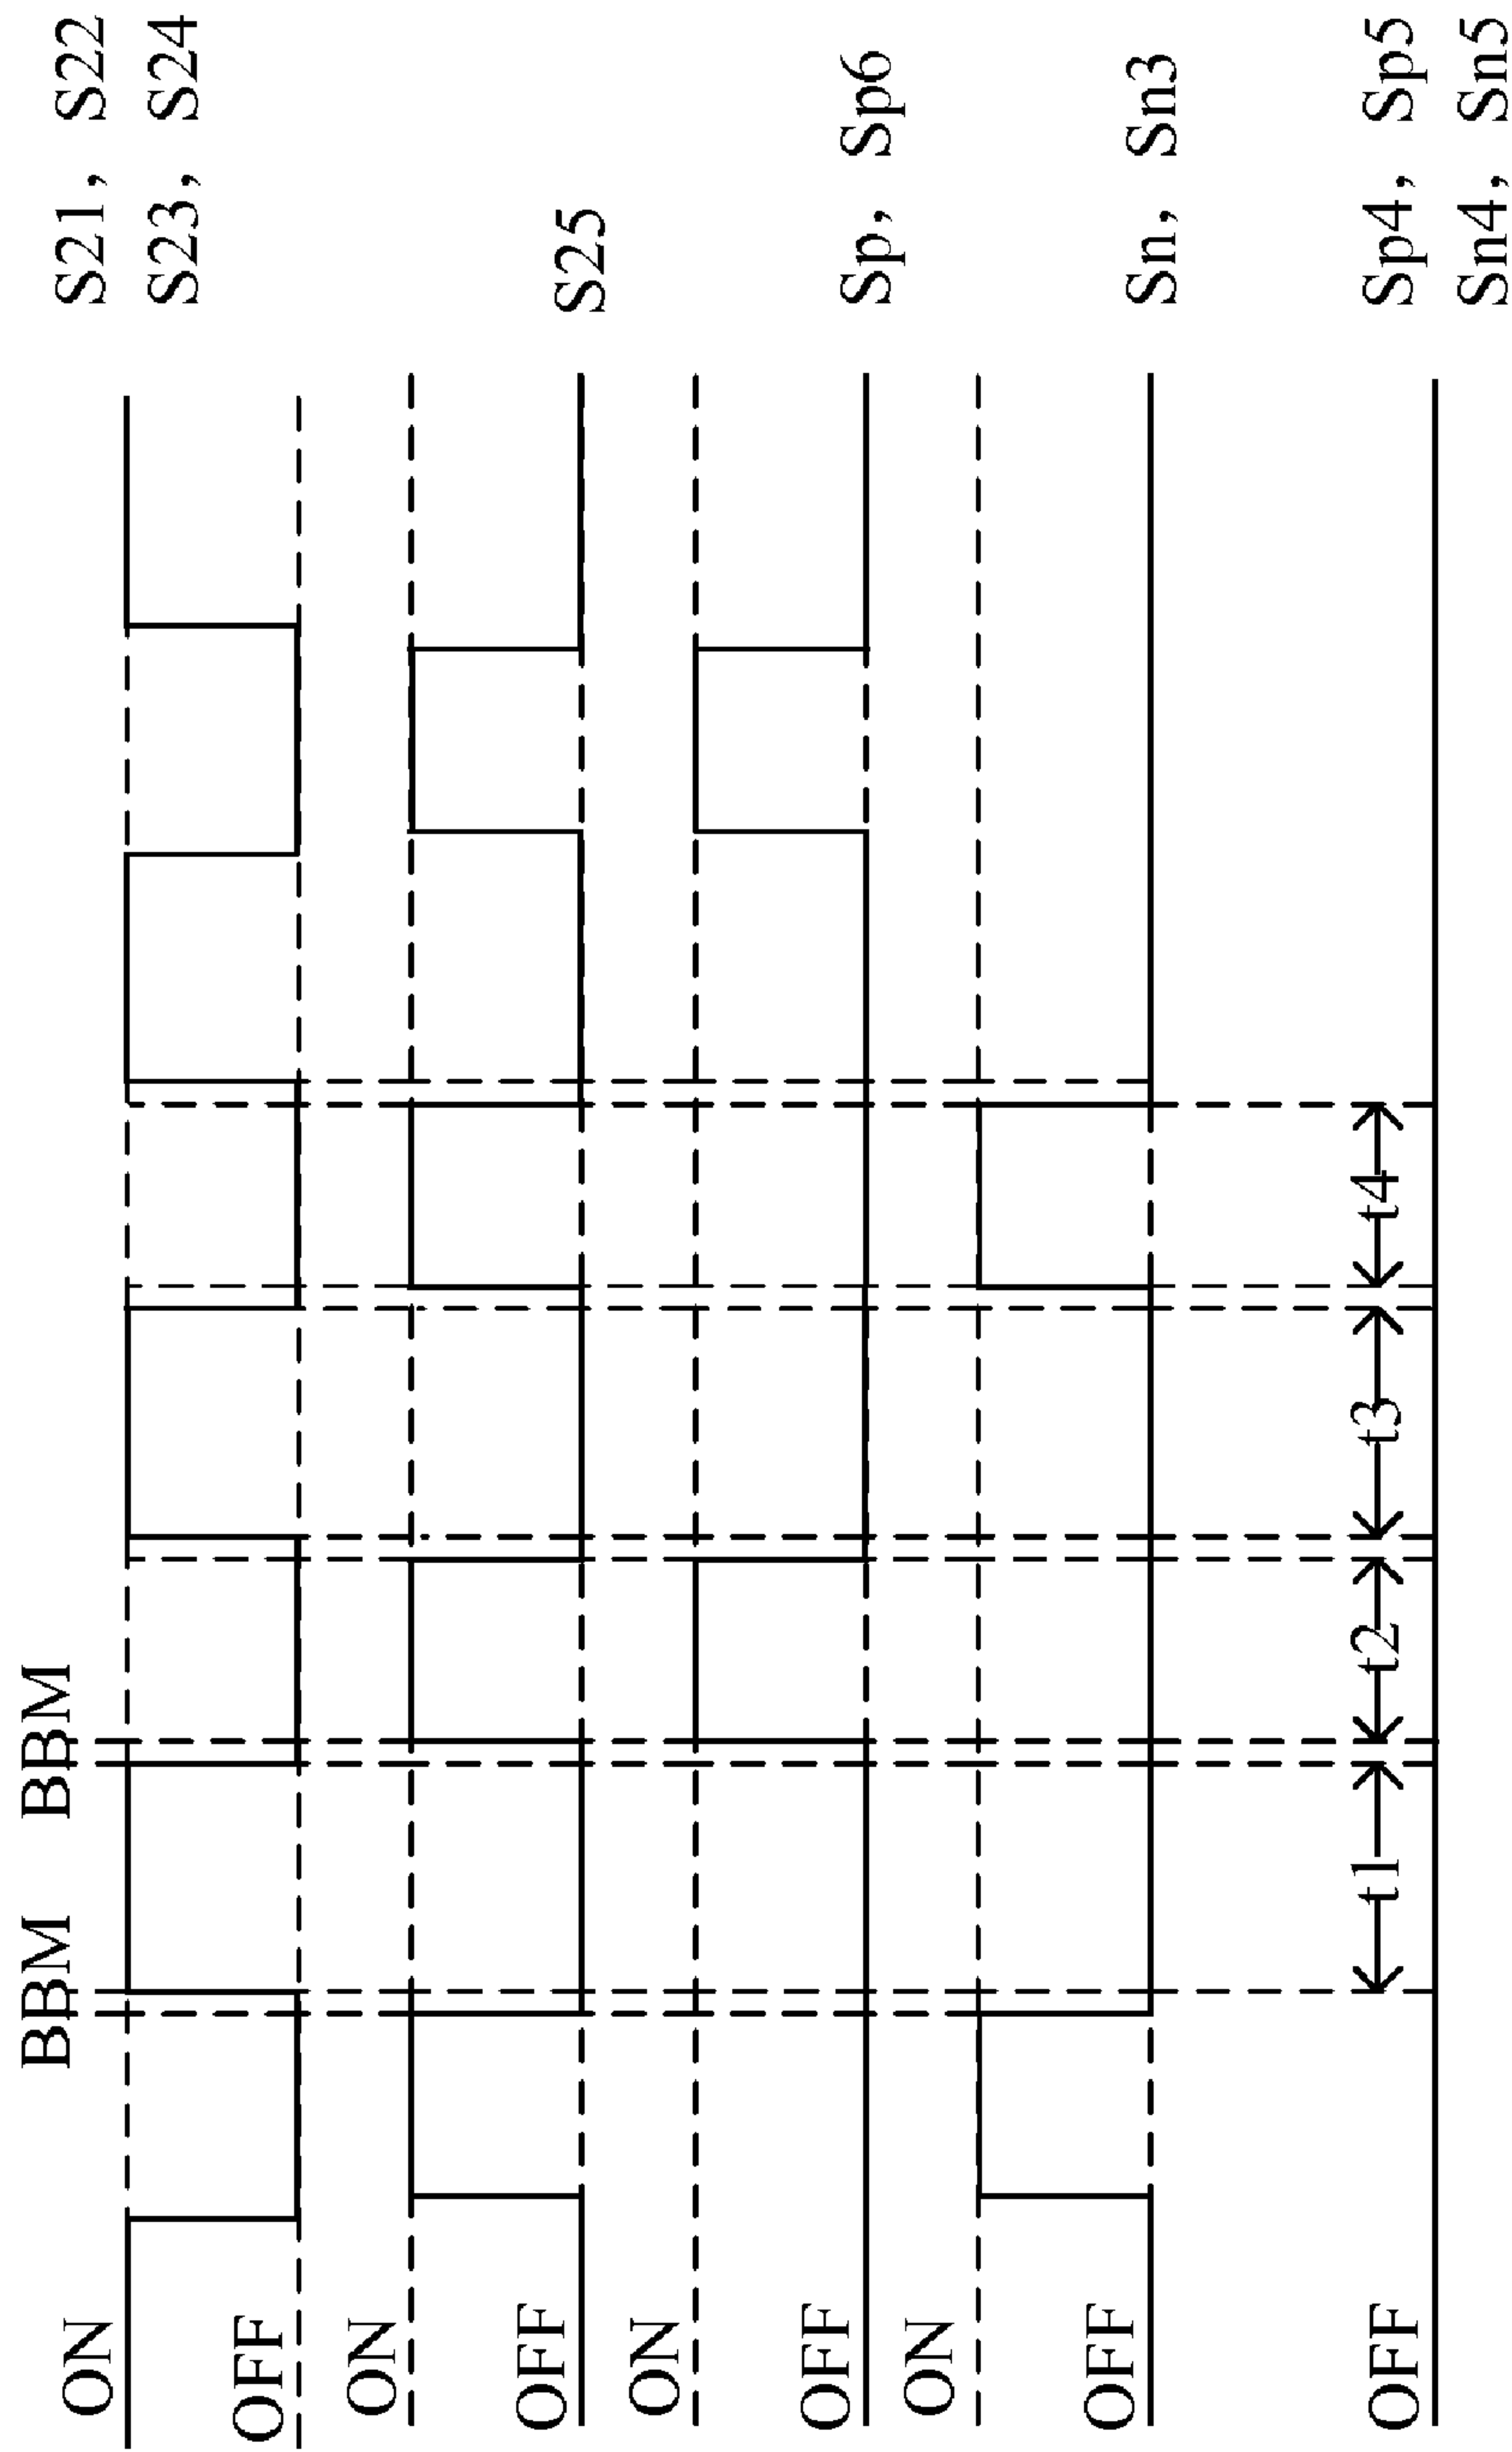 BBM BBM
ON
S21, S22
S23, S24
OFF
ON
OFF
S25
ON
OFF
Sp, Sp6
ON
OFF
Sn, Sn3
t1 t2 t3 t4
OFF
Sp4, Sp5
Sn4, Sn5